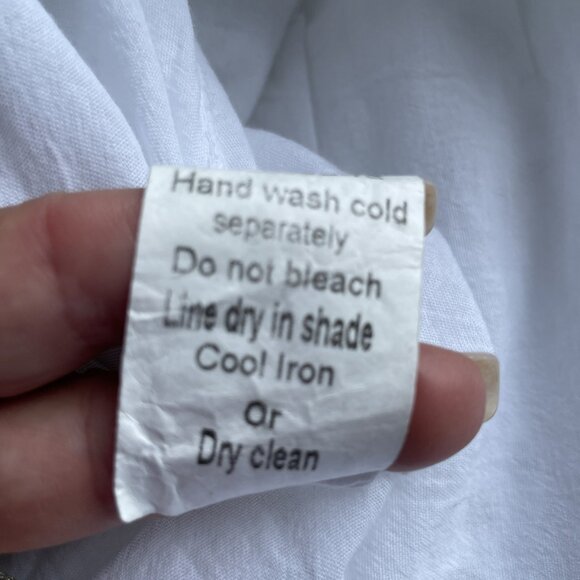 Hand wash cold
separately
Do not bleach
Line dry in shade
Cool Iron
Or
Dry clean